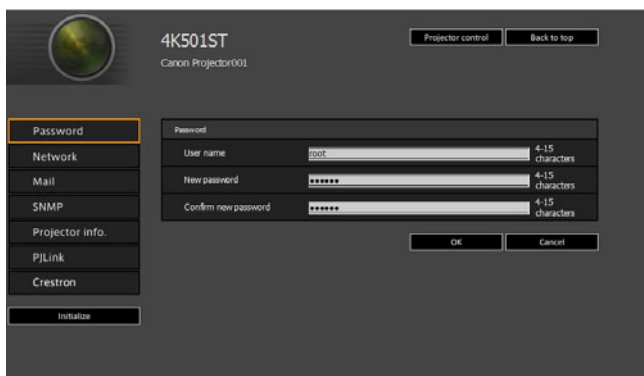 4K501ST
Canon Projector001
Projector control
Back to top
Password
Network
Mail
SNMP
Projector info.
PJLink
Crestron
Initialize
Password
User name
root
4-15
characters
New password
••••••
4-15
characters
Confirm new password
••••••
4-15
characters
OK
Cancel